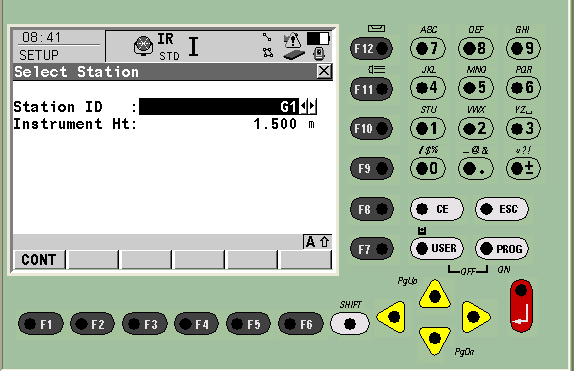 08:41
SETUP
IR
STD
I
Select Station
Station ID : G1
Instrument Ht: 1.500 m
A
CONT
F12 ABC 7 DEF 8 GHI 9
F11 JKL 4 MNO 5 PQR 6
F10 STU 1 VWX 2 YZ 3
F9 /$% 0 _@& . *?! ±
F8 CE ESC
F7 USER PROG
OFF ON
PgUp
F1 F2 F3 F4 F5 F6 SHIFT
PgDn